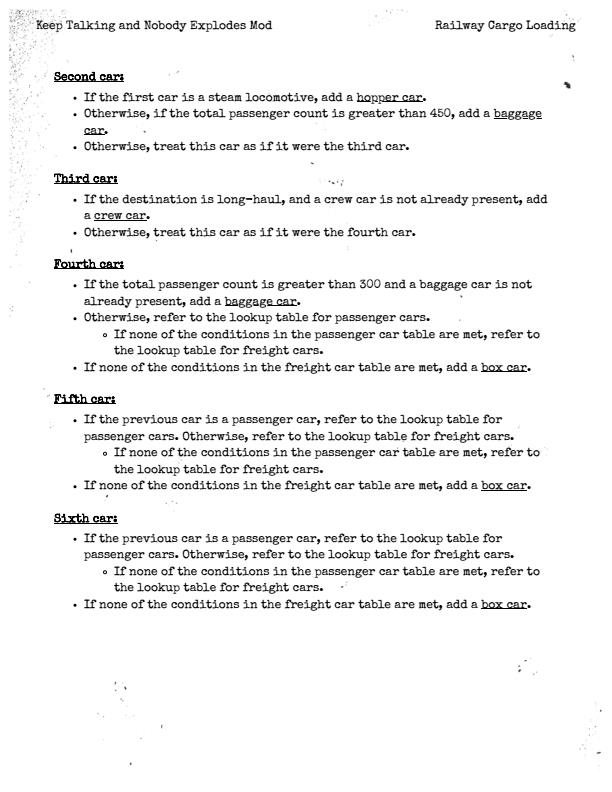 Keep Talking and Nobody Explodes Mod Railway Cargo Loading
Second car:
• If the first car is a steam locomotive, add a hopper car.
• Otherwise, if the total passenger count is greater than 450, add a baggage
car.
• Otherwise, treat this car as if it were the third car.
Third car:
• If the destination is long-haul, and a crew car is not already present, add
a crew car.
• Otherwise, treat this car as if it were the fourth car.
Fourth car:
• If the total passenger count is greater than 300 and a baggage car is not
already present, add a baggage car.
• Otherwise, refer to the lookup table for passenger cars.
◦ If none of the conditions in the passenger car table are met, refer to
the lookup table for freight cars.
• If none of the conditions in the freight car table are met, add a box car.
Fifth car:
• If the previous car is a passenger car, refer to the lookup table for
passenger cars. Otherwise, refer to the lookup table for freight cars.
◦ If none of the conditions in the passenger car table are met, refer to
the lookup table for freight cars.
• If none of the conditions in the freight car table are met, add a box car.
Sixth car:
• If the previous car is a passenger car, refer to the lookup table for
passenger cars. Otherwise, refer to the lookup table for freight cars.
◦ If none of the conditions in the passenger car table are met, refer to
the lookup table for freight cars.
• If none of the conditions in the freight car table are met, add a box car.